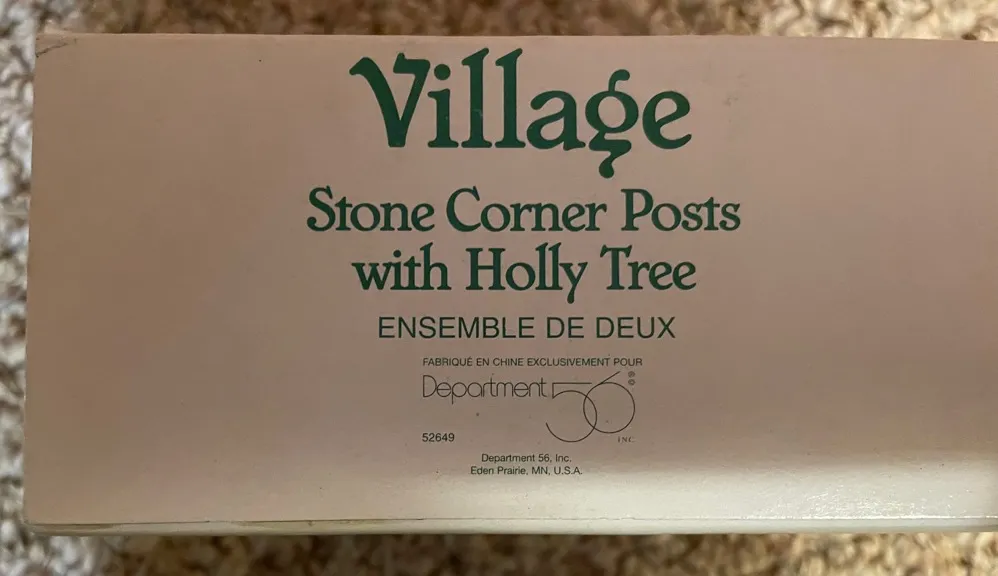 Village
Stone Corner Posts
with Holly Tree
ENSEMBLE DE DEUX
FABRIQUÉ EN CHINE EXCLUSIVEMENT POUR
Department 56 ® ©
INC
52649
Department 56, Inc.
Eden Prairie, MN, U.S.A.